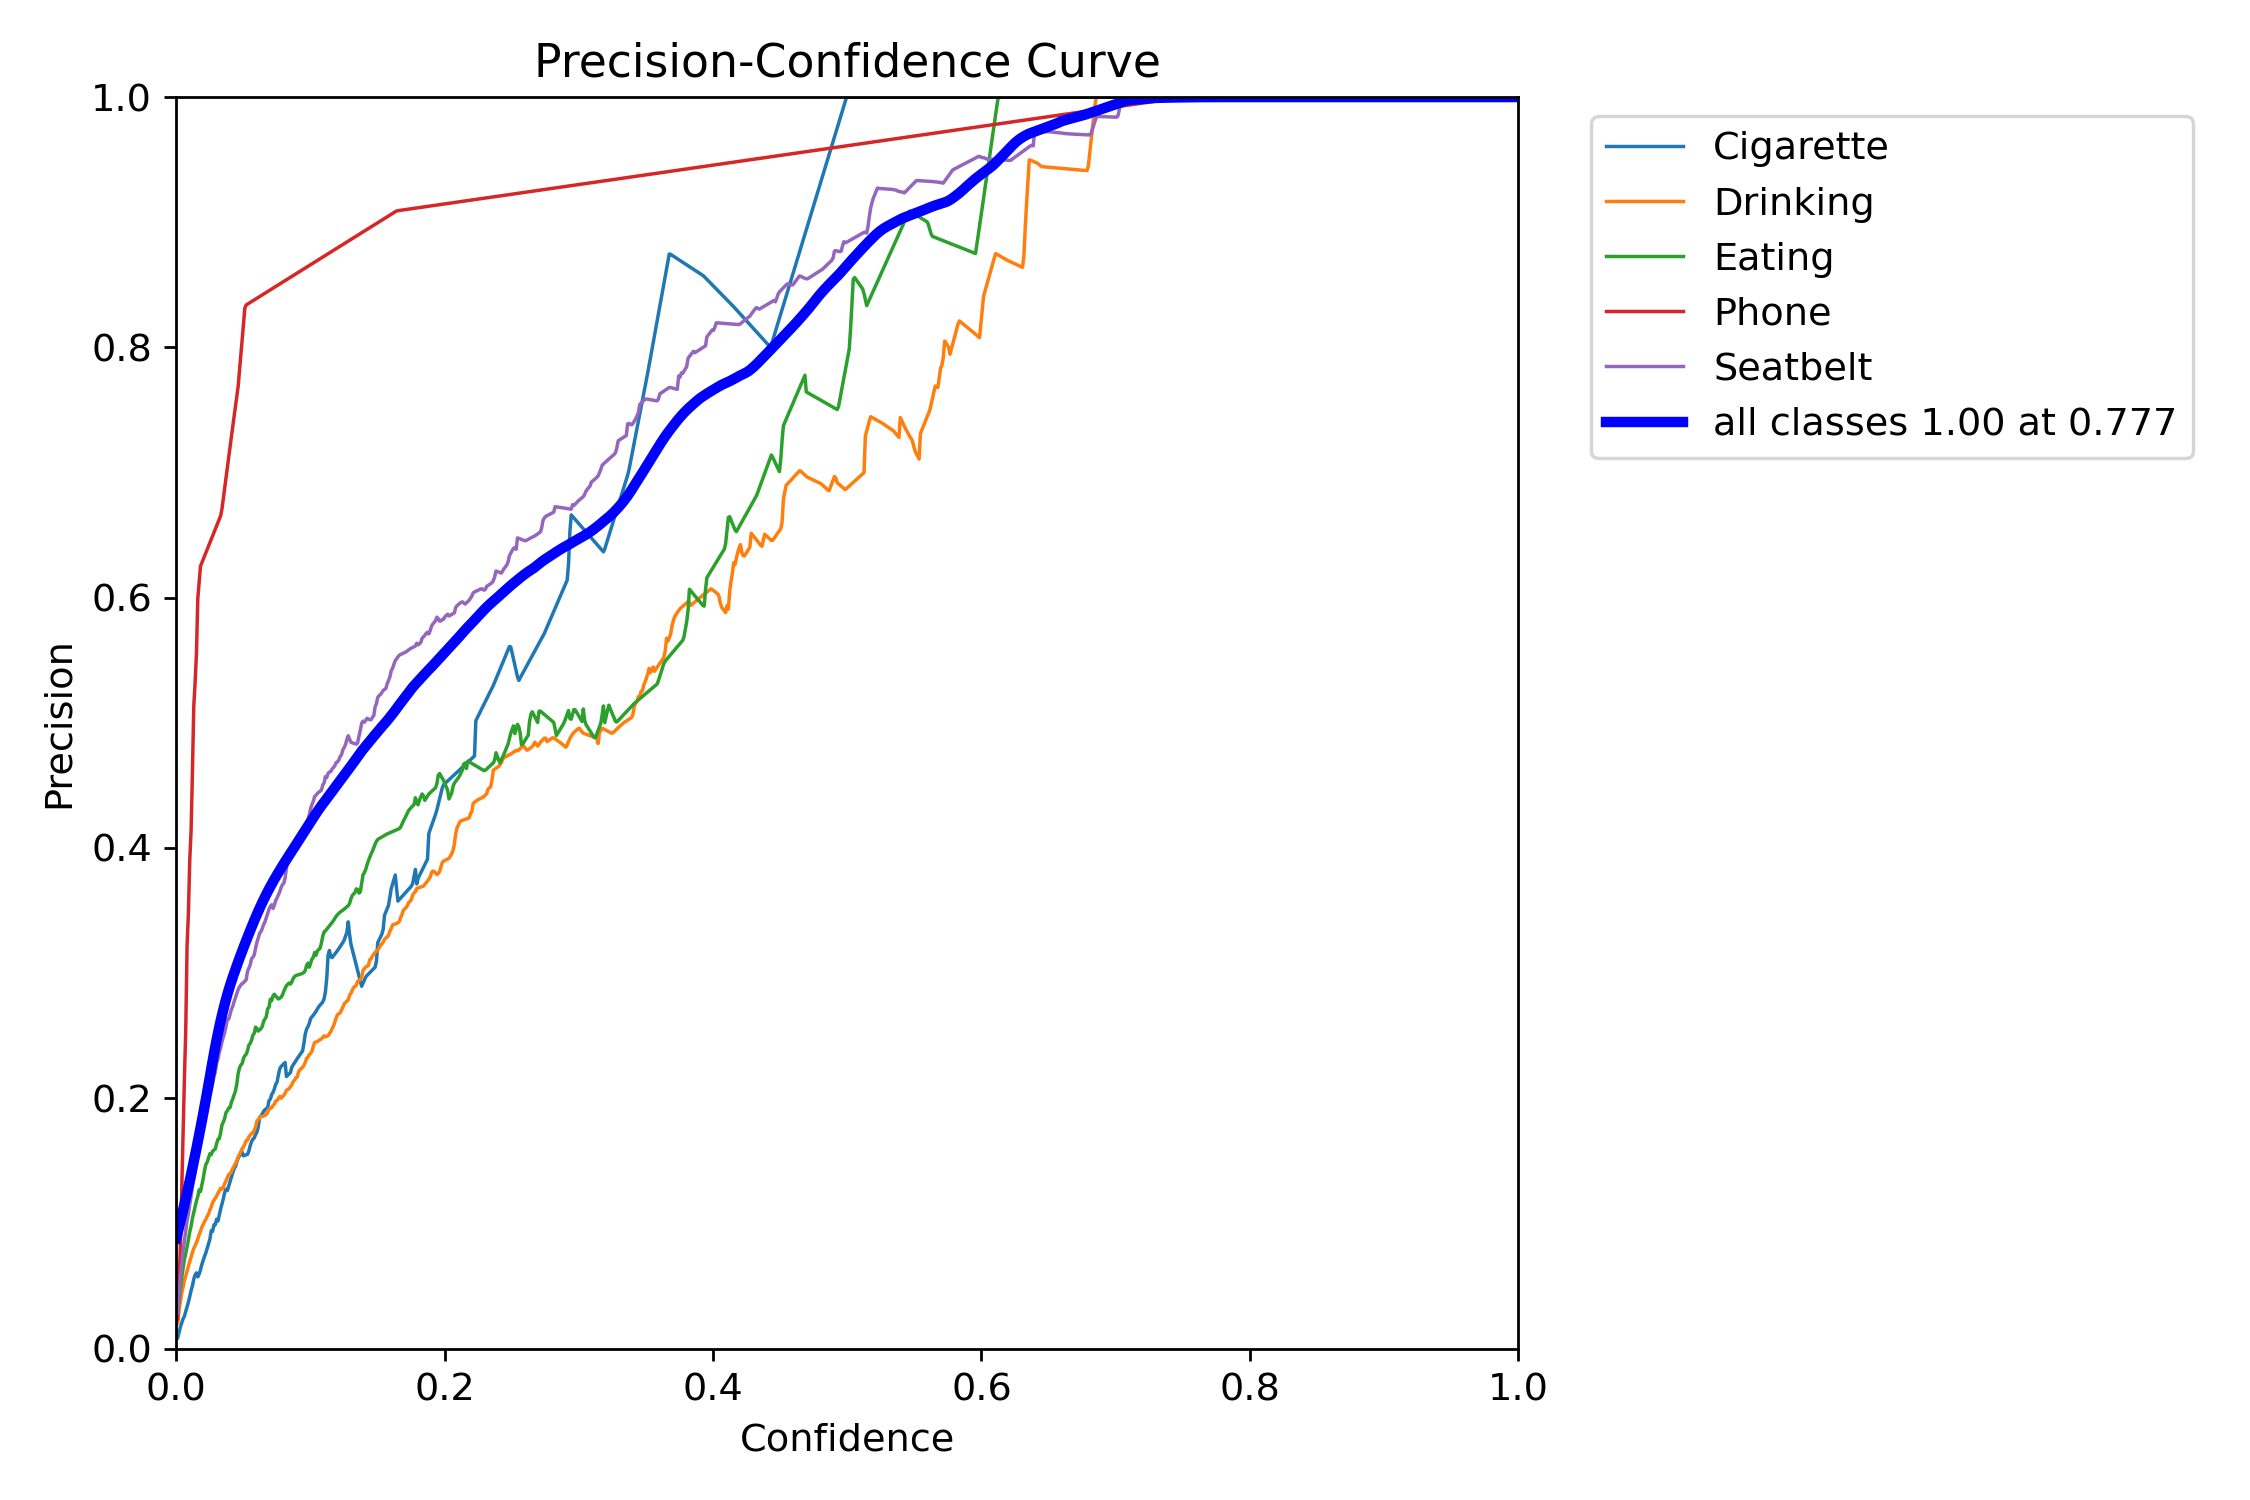 Precision-Confidence Curve
1.0
0.8
0.6
0.4
0.2
0.0
Precision
0.0 0.2 0.4 0.6 0.8 1.0
Confidence
Cigarette
Drinking
Eating
Phone
Seatbelt
all classes 1.00 at 0.777